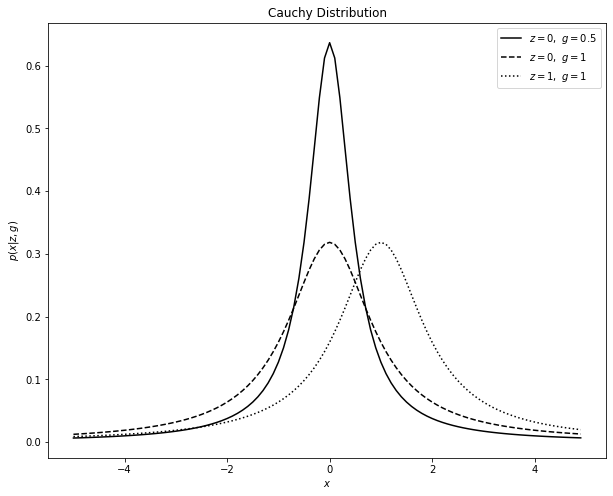 Cauchy Distribution
z = 0, g = 0.5
z = 0, g = 1
z = 1, g = 1
p(x|z, g)
0.6
0.5
0.4
0.3
0.2
0.1
0.0
−4 −2 0 2 4
x